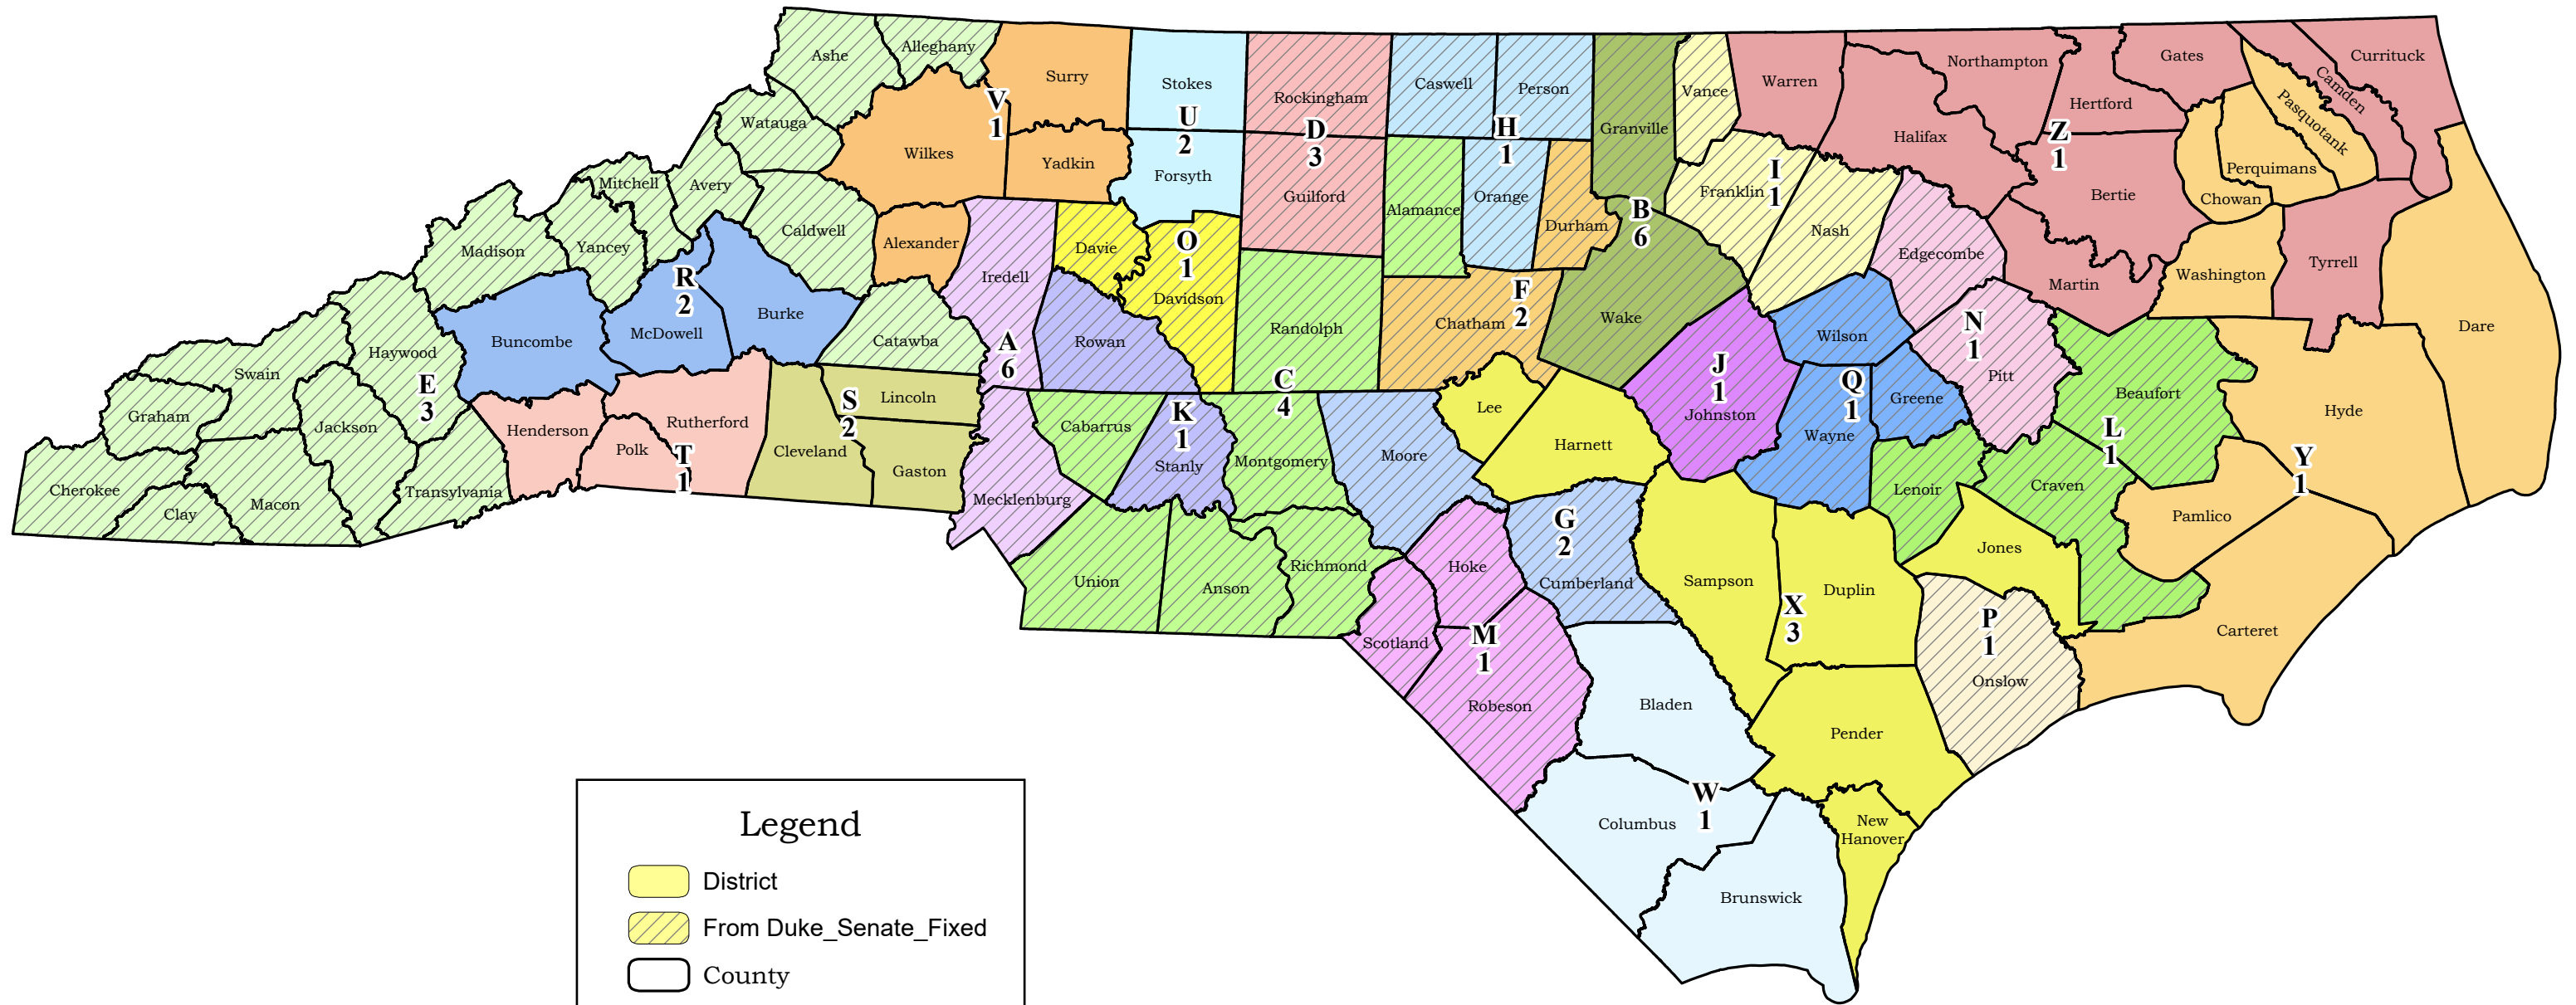 Ashe
Alleghany
Surry
Stokes
Rockingham
Caswell
Person
Granville
Vance
Warren
Northampton
Gates
Camden
Currituck
Hertford
Pasquotank
Halifax
Perquimans
Chowan
Bertie
V
1
U
2
D
3
H
1
I
1
B
6
Z
1
Watauga
Wilkes
Yadkin
Forsyth
Guilford
Alamance
Orange
Durham
Franklin
Nash
Edgecombe
Martin
Washington
Tyrrell
Dare
Mitchell
Avery
Madison
Yancey
Caldwell
Alexander
Iredell
Davie
O
1
Davidson
Randolph
Chatham
F
2
Wake
Wilson
N
1
Pitt
Beaufort
Hyde
R
2
Buncombe
McDowell
Burke
Catawba
A
6
Rowan
C
4
Lee
J
1
Johnston
Q
1
Greene
Wayne
L
1
Y
1
Swain
Haywood
E
3
Graham
Jackson
Henderson
Polk
Rutherford
T
1
Cleveland
S
2
Lincoln
Gaston
Cabarrus
K
1
Stanly
Montgomery
Moore
Harnett
Lenoir
Craven
Pamlico
Cherokee
Clay
Macon
Transylvania
Mecklenburg
Union
Anson
Richmond
Hoke
G
2
Cumberland
Sampson
X
3
Duplin
Jones
P
1
Onslow
Carteret
Scotland
M
1
Robeson
Bladen
Pender
W
1
Columbus
New
Hanover
Brunswick
Legend
District
From Duke_Senate_Fixed
County